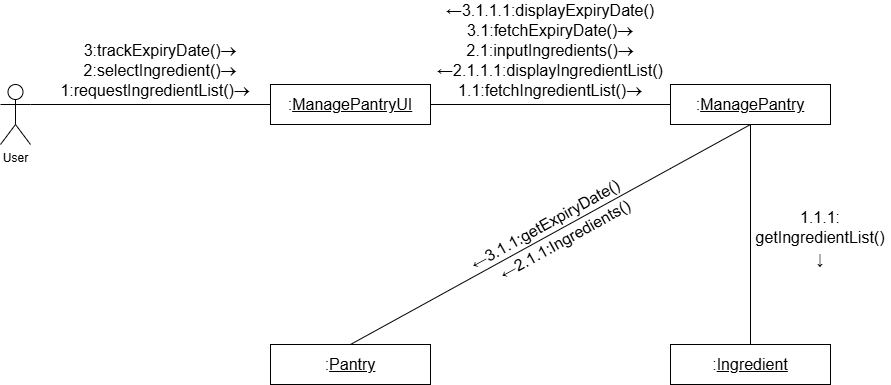 ←3.1.1.1:displayExpiryDate()
3.1:fetchExpiryDate()→
2.1:inputIngredients()→
←2.1.1.1:displayIngredientList()
1.1:fetchIngredientList()→
3:trackExpiryDate()→
2:selectIngredient()→
1:requestIngredientList()→
:ManagePantryUI
:ManagePantry
User
←3.1.1:getExpiryDate()
←2.1.1:Ingredients()
1.1.1:
getIngredientList()
↓
:Pantry
:Ingredient